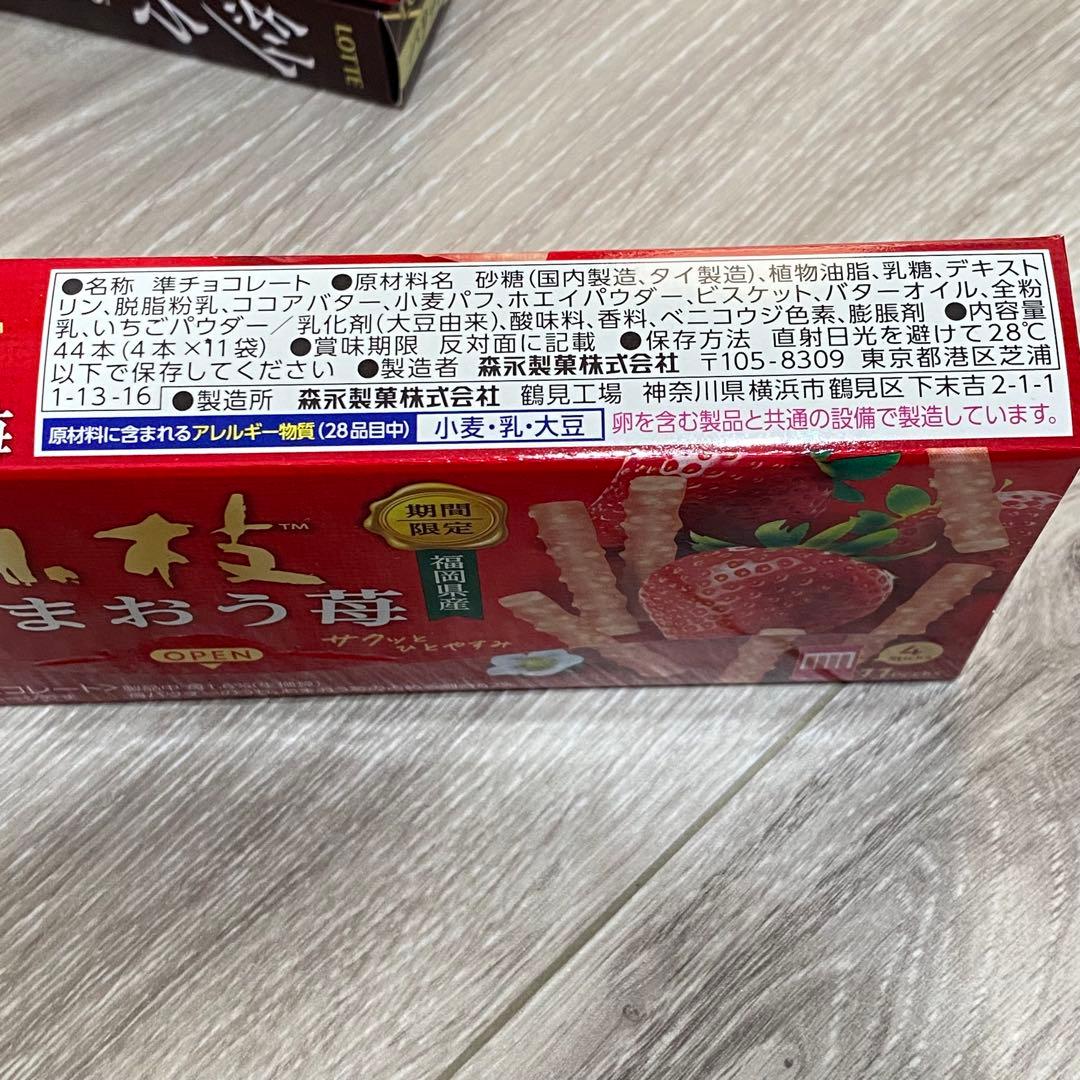 LOTTE
紗々
●名称 準チョコレート ●原材料名 砂糖(国内製造、タイ製造)、植物油脂、乳糖、デキスト
リン、脱脂粉乳、ココアバター、小麦パフ、ホエイパウダー、ビスケット、バターオイル、全粉
乳、いちごパウダー／乳化剤(大豆由来)、酸味料、香料、ベニコウジ色素、膨脹剤 ●内容量
44本(4本×11袋) ●賞味期限 反対面に記載 ●保存方法 直射日光を避けて28℃
以下で保存してください ●製造者 森永製菓株式会社 〒105-8309 東京都港区芝浦
1-13-16 ●製造所 森永製菓株式会社 鶴見工場 神奈川県横浜市鶴見区下末吉2-1-1
原材料に含まれるアレルギー物質(28品目中) 小麦・乳・大豆 卵を含む製品と共通の設備で製造しています。
小枝™
まおう苺
期間
限定
福岡県産
サクッと
ひとやすみ
OPEN